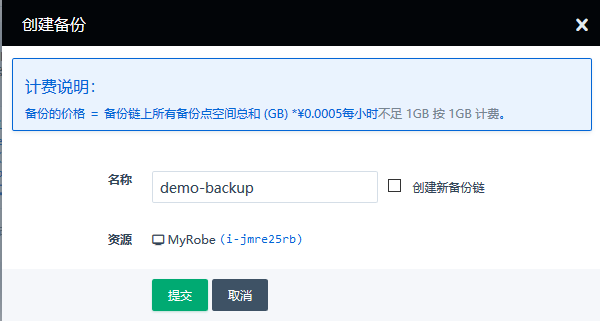 创建备份
计费说明：
备份的价格 = 备份链上所有备份点空间总和 (GB) *¥0.0005每小时不足 1GB 按 1GB 计费。
名称 demo-backup 创建新备份链
资源 MyRobe (i-jmre25rb)
提交 取消